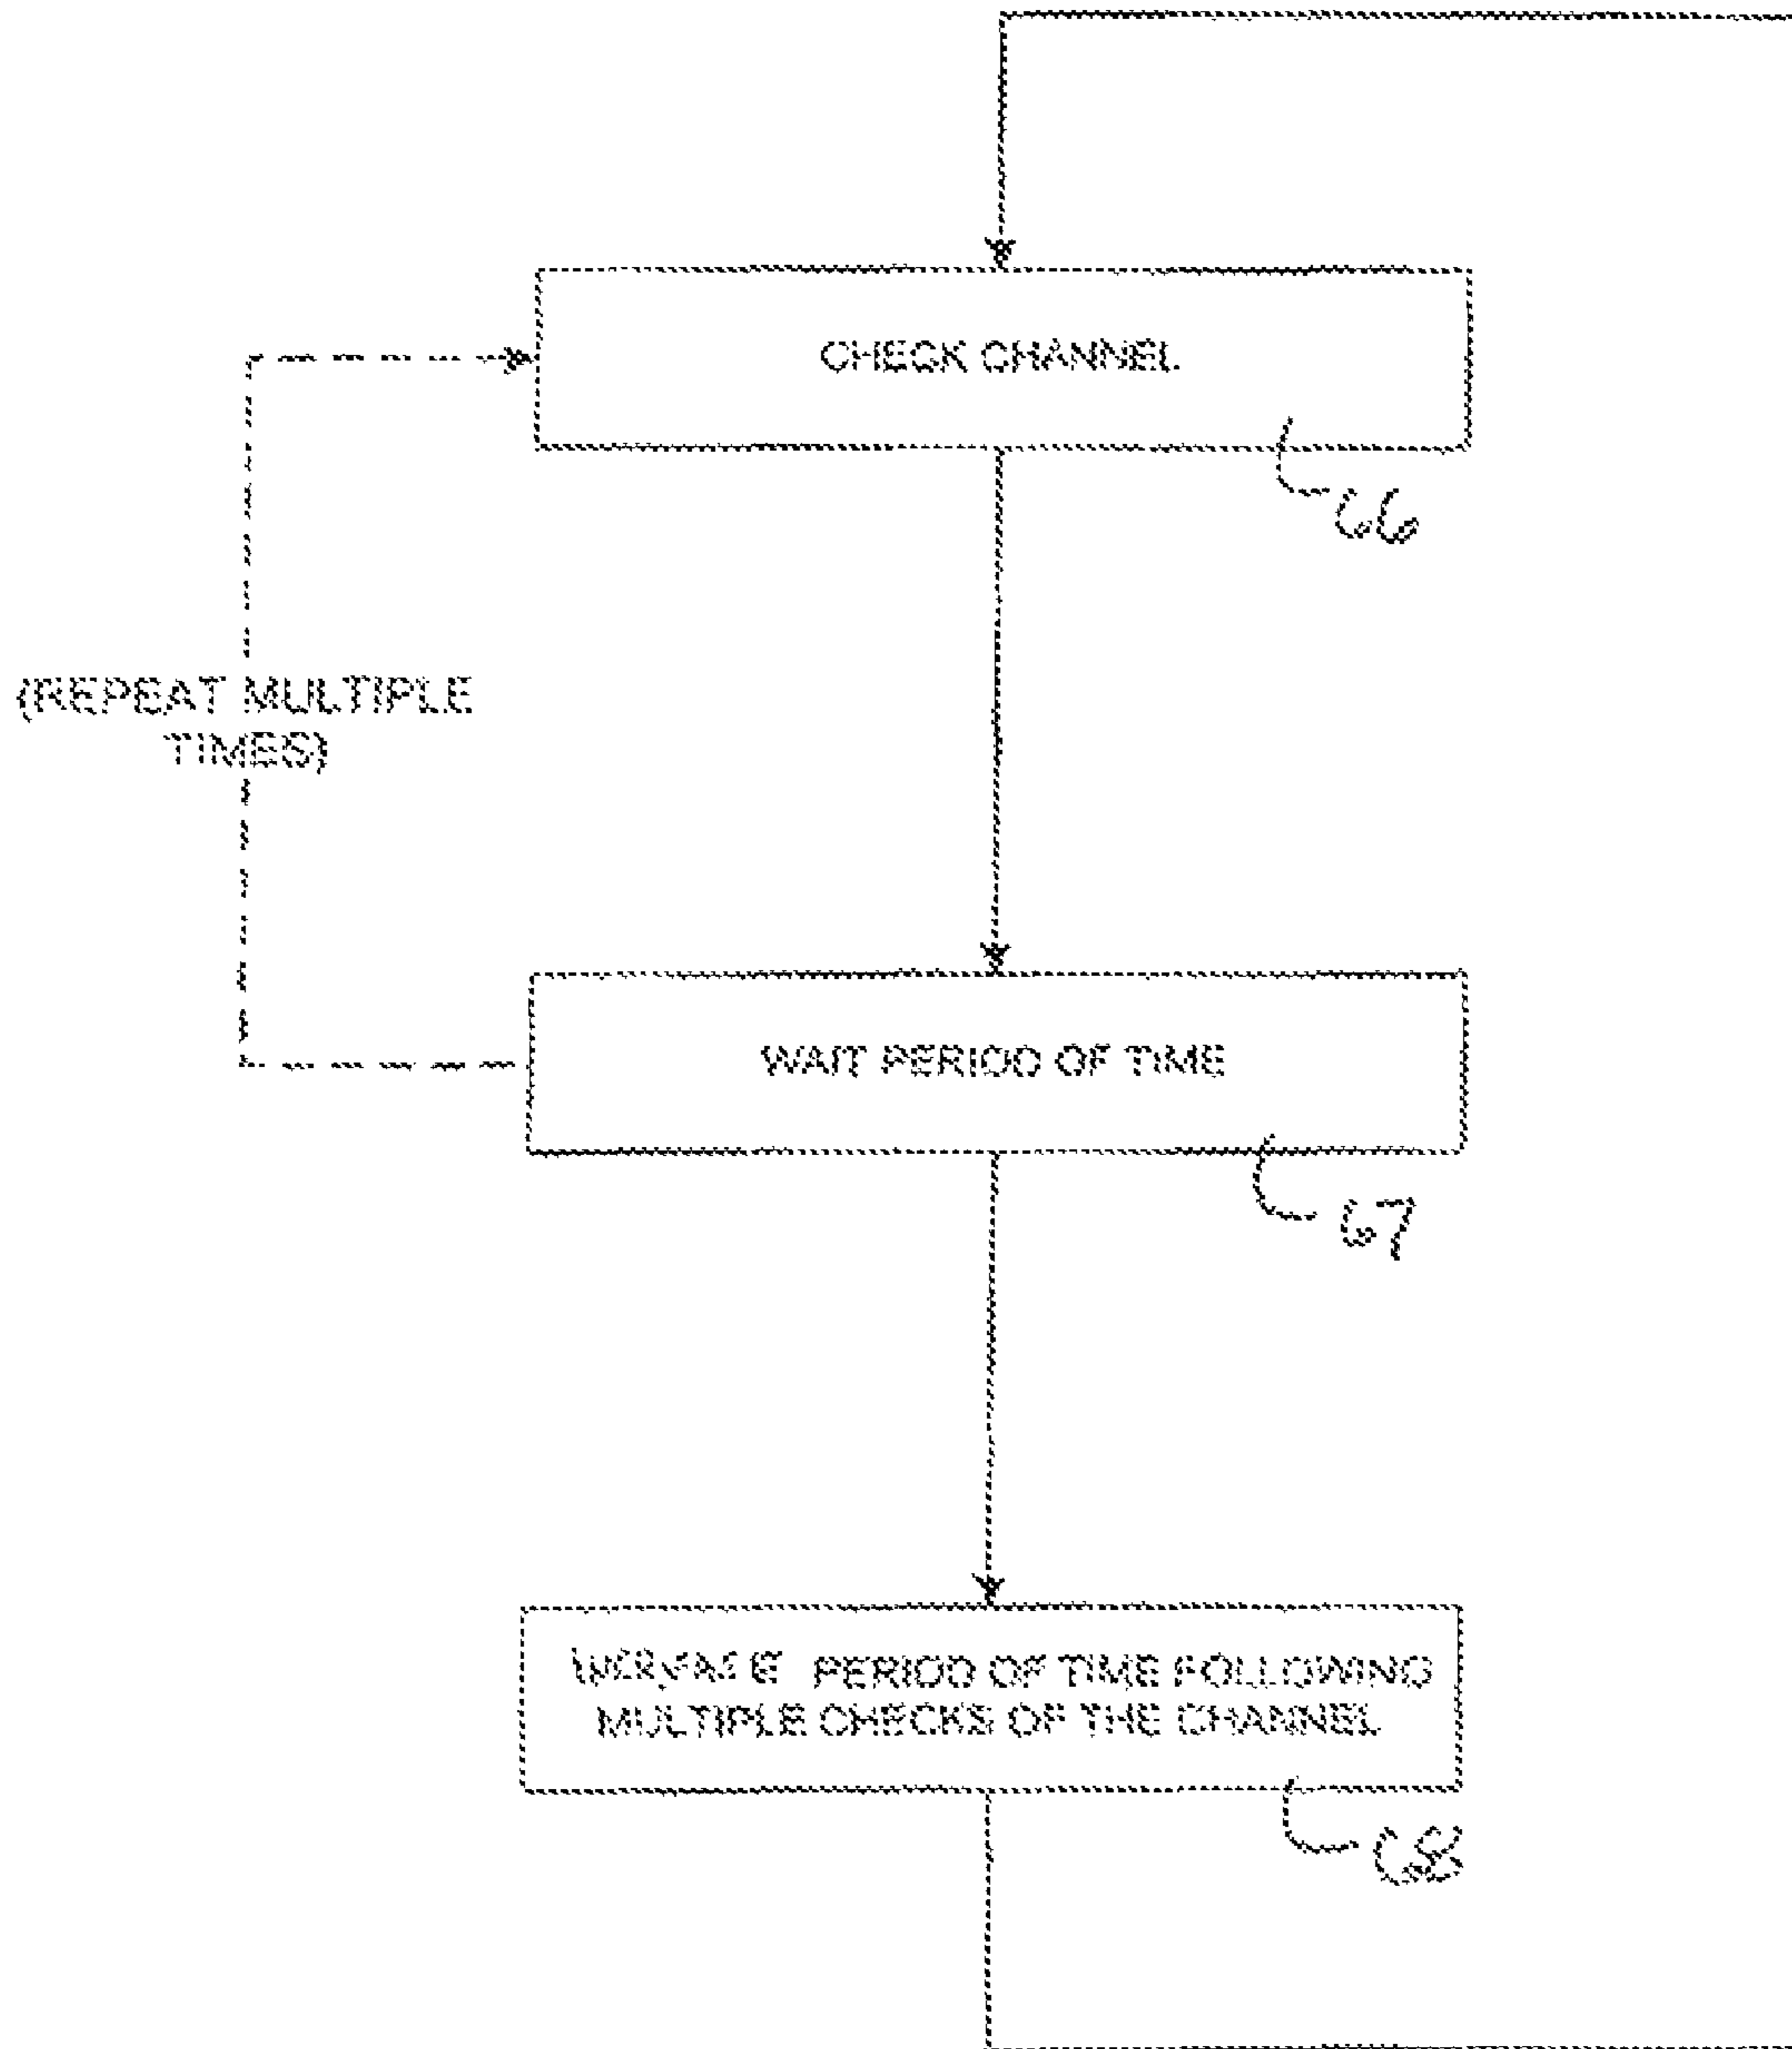 CHECK CHANNEL
66
(REPEAT MULTIPLE
TIMES)
WAIT PERIOD OF TIME
67
PERIOD OF TIME FOLLOWING
MULTIPLE CHECKS OF THE CHANNEL
68